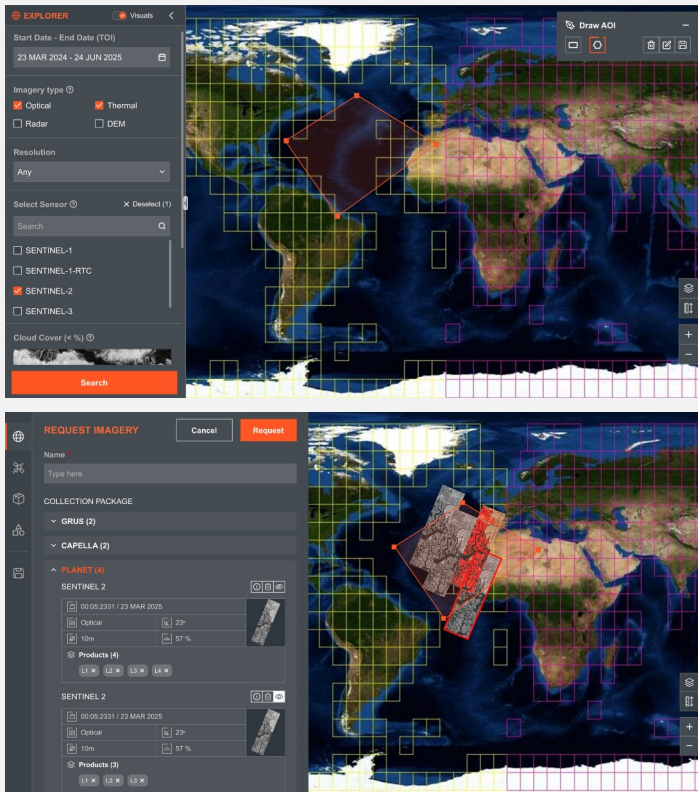 EXPLORER
Visuals
Start Date - End Date (TOI)
23 MAR 2024 - 24 JUN 2025
Imagery type
Optical
Thermal
Radar
DEM
Resolution
Any
Select Sensor
× Deselect (1)
Search
SENTINEL-1
SENTINEL-1-RTC
SENTINEL-2
SENTINEL-3
Cloud Cover (< %)
Search
Draw AOI
REQUEST IMAGERY
Cancel
Request
Name
Type here
COLLECTION PACKAGE
GRUS (2)
CAPELLA (2)
PLANET (4)
SENTINEL 2
00:05:2331 / 23 MAR 2025
Optical
23º
10m
57 %
Products (4)
L1 × L2 × L3 × L4 ×
SENTINEL 2
00:05:2331 / 23 MAR 2025
Optical
23º
10m
57 %
Products (3)
L1 × L2 × L3 ×